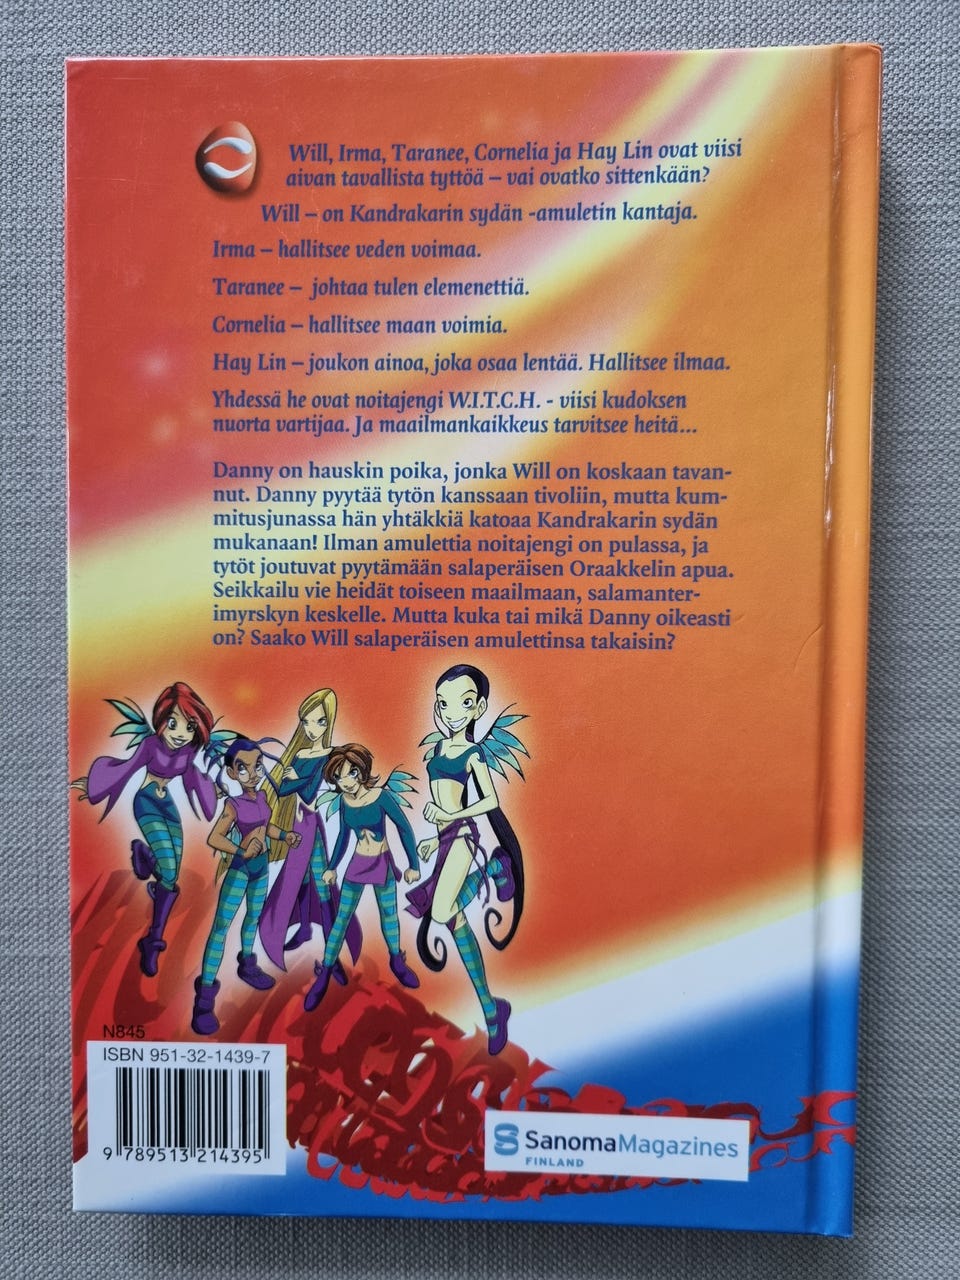 Will, Irma, Taranee, Cornelia ja Hay Lin ovat viisi
aivan tavallista tyttöä – vai ovatko sittenkään?
Will – on Kandrakarin sydän -amuletin kantaja.
Irma – hallitsee veden voimaa.
Taranee – johtaa tulen elemenettiä.
Cornelia – hallitsee maan voimia.
Hay Lin – joukon ainoa, joka osaa lentää. Hallitsee ilmaa.
Yhdessä he ovat noitajengi W.I.T.C.H. - viisi kudoksen
nuorta vartijaa. Ja maailmankaikkeus tarvitsee heitä...
Danny on hauskin poika, jonka Will on koskaan tavan-
nut. Danny pyytää tytön kanssaan tivoliin, mutta kum-
mitusjunassa hän yhtäkkiä katoaa Kandrakarin sydän
mukanaan! Ilman amulettia noitajengi on pulassa, ja
tytöt joutuvat pyytämään salaperäisen Oraakkelin apua.
Seikkailu vie heidät toiseen maailmaan, salamanter-
imyrskyn keskelle. Mutta kuka tai mikä Danny oikeasti
on? Saako Will salaperäisen amulettinsa takaisin?
N845
ISBN 951-32-1439-7
9 789513 214395
SanomaMagazines
FINLAND